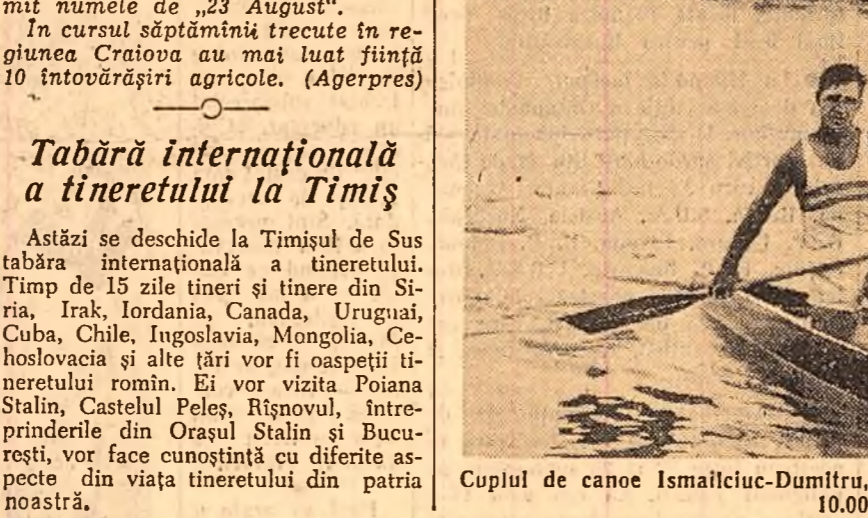 mit numele de „23 August".
În cursul săptămînii trecute în re-
giunea Craiova au mai luat ființă
10 întovărășiri agricole. (Agerpres)
Tabără internațională
a tineretului la Timiș
Astăzi se deschide la Timișul de Sus
tabăra internațională a tineretului.
Timp de 15 zile tineri și tinere din Si-
ria, Irak, Iordania, Canada, Uruguai,
Cuba, Chile, Iugoslavia, Mongolia, Ce-
hoslovacia și alte țări vor fi oaspeții ti-
neretului romîn. Ei vor vizita Poiana
Stalin, Castelul Peleș, Rîșnovul, între-
prinderile din Orașul Stalin și Bucu-
rești, vor face cunoștință cu diferite as-
pecte din viața tineretului din patria
noastră.
Cuplul de canoe Ismailciuc-Dumitru,
10.00